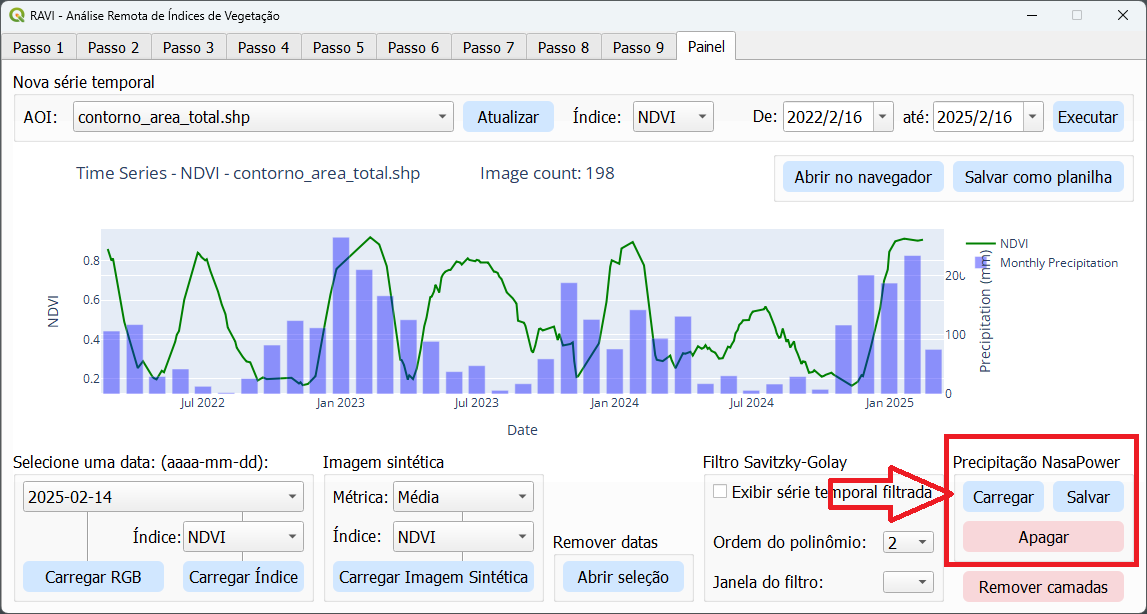 RAVI - Análise Remota de Índices de Vegetação
Passo 1 Passo 2 Passo 3 Passo 4 Passo 5 Passo 6 Passo 7 Passo 8 Passo 9 Painel
Nova série temporal
AOI: contorno_area_total.shp Atualizar Índice: NDVI De: 2022/2/16 até: 2025/2/16 Executar
Time Series - NDVI - contorno_area_total.shp Image count: 198
Abrir no navegador Salvar como planilha
NDVI
Monthly Precipitation
0.8
0.6
0.4
0.2
NDVI
200
100
0
Precipitation (mm)
Jul 2022 Jan 2023 Jul 2023 Jan 2024 Jul 2024 Jan 2025
Date
Selecione uma data: (aaaa-mm-dd):
2025-02-14
Índice: NDVI
Carregar RGB Carregar Índice
Imagem sintética
Métrica: Média
Índice: NDVI
Carregar Imagem Sintética
Remover datas
Abrir seleção
Filtro Savitzky-Golay
Exibir série temporal filtrada
Ordem do polinômio: 2
Janela do filtro:
Precipitação NasaPower
Carregar Salvar
Apagar
Remover camadas